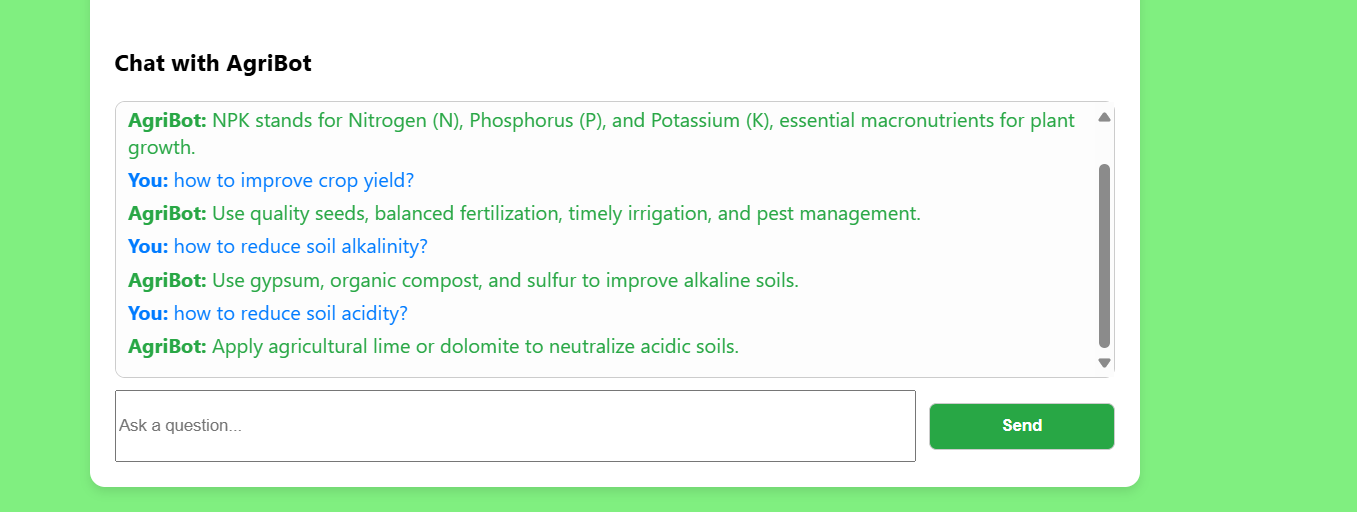 Chat with AgriBot
AgriBot: NPK stands for Nitrogen (N), Phosphorus (P), and Potassium (K), essential macronutrients for plant
growth.
You: how to improve crop yield?
AgriBot: Use quality seeds, balanced fertilization, timely irrigation, and pest management.
You: how to reduce soil alkalinity?
AgriBot: Use gypsum, organic compost, and sulfur to improve alkaline soils.
You: how to reduce soil acidity?
AgriBot: Apply agricultural lime or dolomite to neutralize acidic soils.
Ask a question...
Send